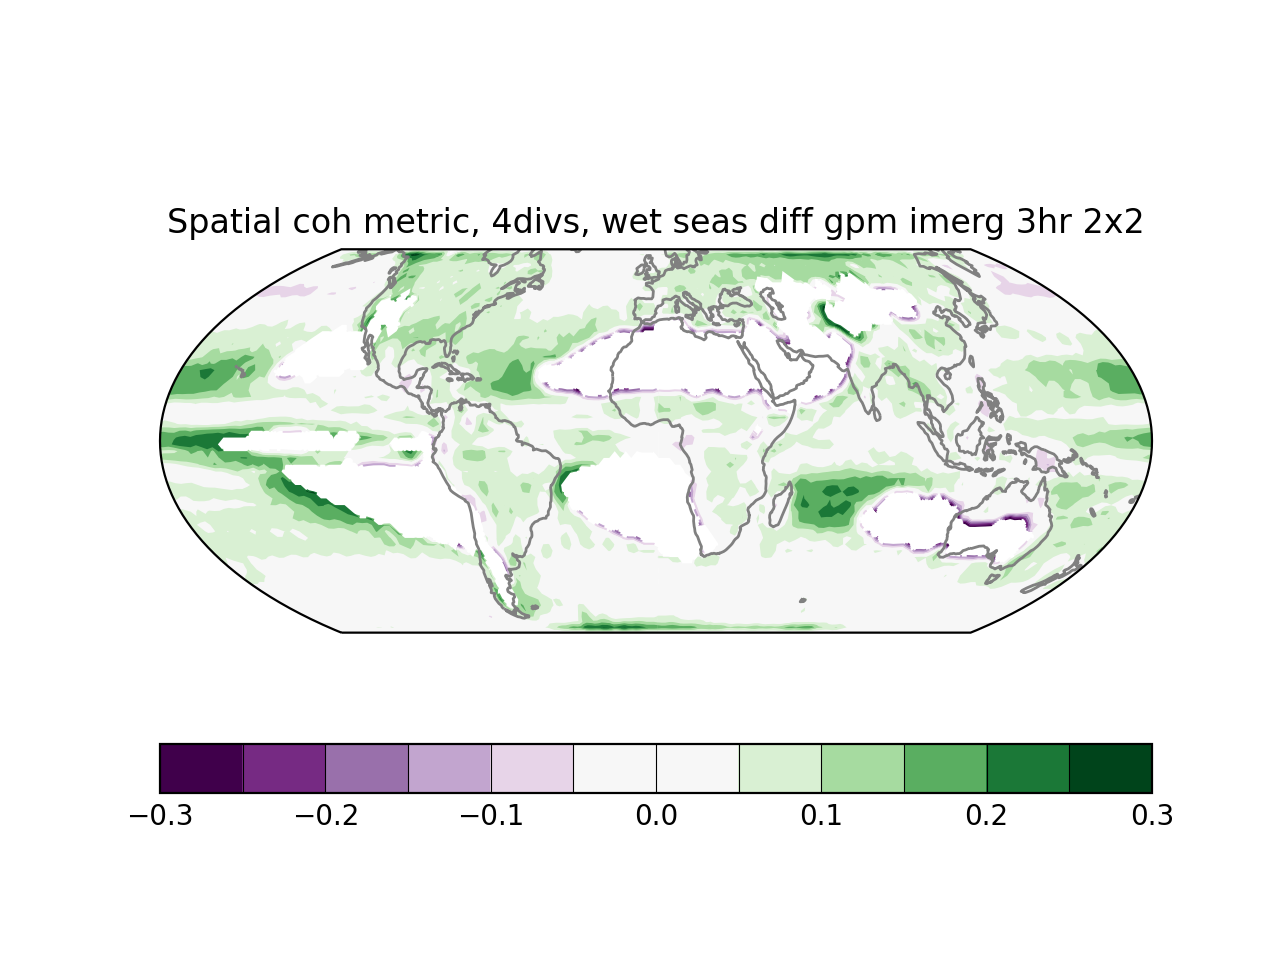 Spatial coh metric, 4divs, wet seas diff gpm imerg 3hr 2x2
−0.3 −0.2 −0.1 0.0 0.1 0.2 0.3